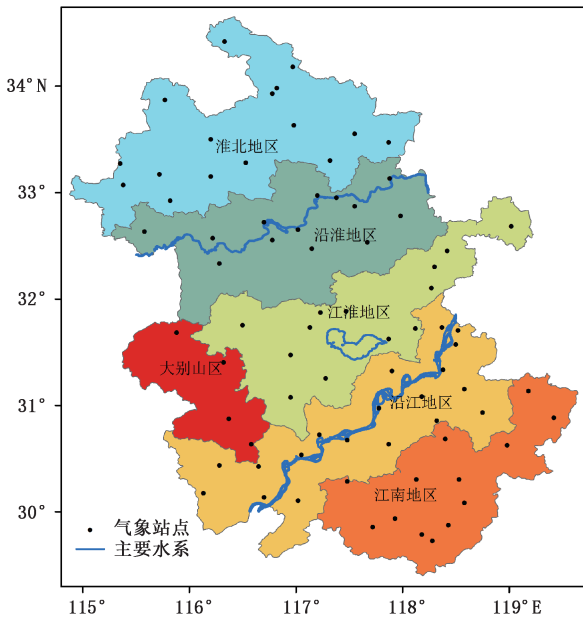 34°N
淮北地区
33°
沿淮地区
32°
江淮地区
大别山区
31°
沿江地区
江南地区
30°
气象站点
主要水系
115°
116°
117°
118°
119°E